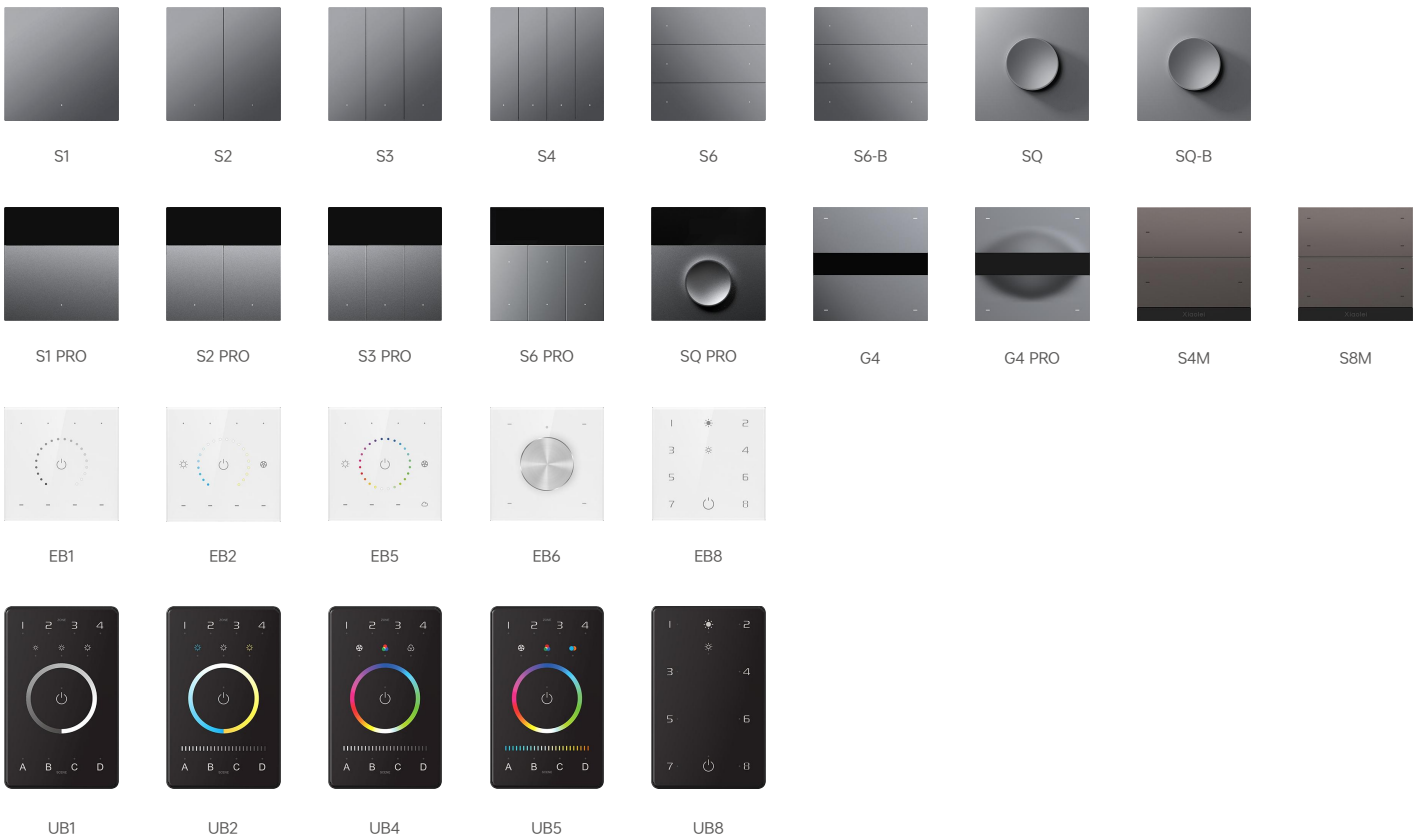 S1 S2 S3 S4 S6 S6-B SQ SQ-B
S1 PRO S2 PRO S3 PRO S6 PRO SQ PRO G4 G4 PRO S4M S8M
1 2
3 4
5 6
7 8
EB1 EB2 EB5 EB6 EB8
1 2 3 4 1 2 3 4 1 2 3 4 1 2 3 4 1 2
3 4
5 6
A B C D A B C D A B C D A B C D 7 8
UB1 UB2 UB4 UB5 UB8